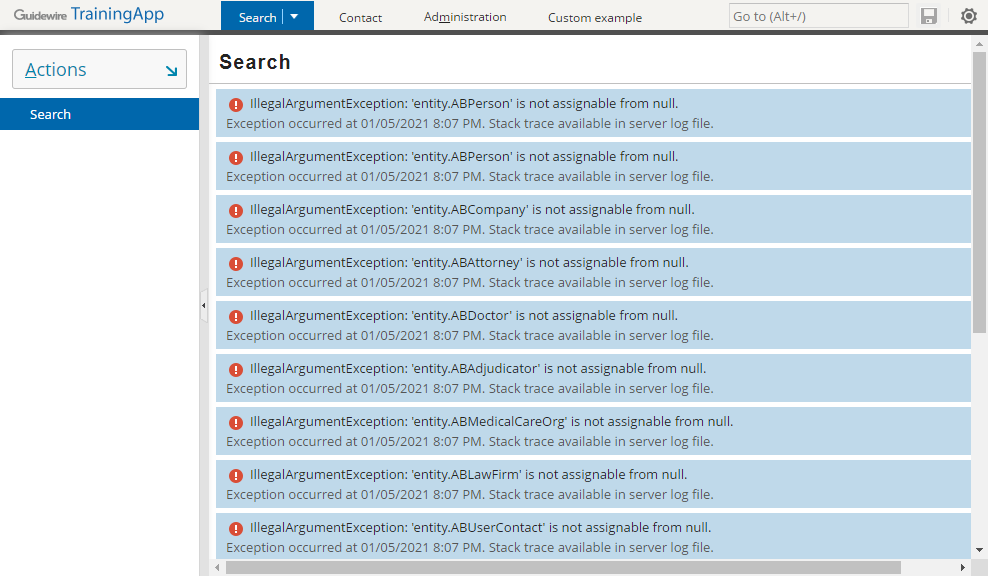 Guidewire TrainingApp
Search Contact Administration Custom example Go to (Alt+/)
Actions
Search
Search
IllegalArgumentException: 'entity.ABPerson' is not assignable from null.
Exception occurred at 01/05/2021 8:07 PM. Stack trace available in server log file.
IllegalArgumentException: 'entity.ABPerson' is not assignable from null.
Exception occurred at 01/05/2021 8:07 PM. Stack trace available in server log file.
IllegalArgumentException: 'entity.ABCompany' is not assignable from null.
Exception occurred at 01/05/2021 8:07 PM. Stack trace available in server log file.
IllegalArgumentException: 'entity.ABAttorney' is not assignable from null.
Exception occurred at 01/05/2021 8:07 PM. Stack trace available in server log file.
IllegalArgumentException: 'entity.ABDoctor' is not assignable from null.
Exception occurred at 01/05/2021 8:07 PM. Stack trace available in server log file.
IllegalArgumentException: 'entity.ABAdjudicator' is not assignable from null.
Exception occurred at 01/05/2021 8:07 PM. Stack trace available in server log file.
IllegalArgumentException: 'entity.ABMedicalCareOrg' is not assignable from null.
Exception occurred at 01/05/2021 8:07 PM. Stack trace available in server log file.
IllegalArgumentException: 'entity.ABLawFirm' is not assignable from null.
Exception occurred at 01/05/2021 8:07 PM. Stack trace available in server log file.
IllegalArgumentException: 'entity.ABUserContact' is not assignable from null.
Exception occurred at 01/05/2021 8:07 PM. Stack trace available in server log file.